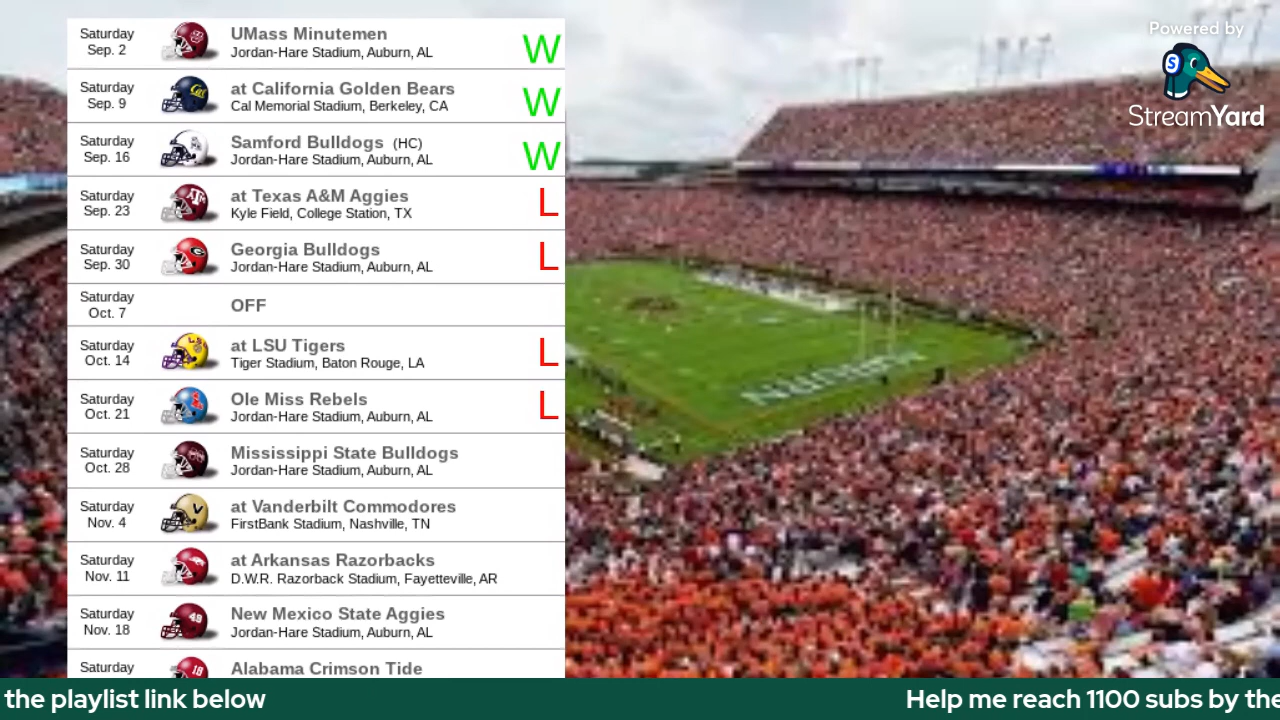 Saturday
Sep. 2
UMass Minutemen
Jordan-Hare Stadium, Auburn, AL
W
Saturday
Sep. 9
at California Golden Bears
Cal Memorial Stadium, Berkeley, CA
W
Saturday
Sep. 16
Samford Bulldogs (HC)
Jordan-Hare Stadium, Auburn, AL
W
Saturday
Sep. 23
at Texas A&M Aggies
Kyle Field, College Station, TX
L
Saturday
Sep. 30
Georgia Bulldogs
Jordan-Hare Stadium, Auburn, AL
L
Saturday
Oct. 7
OFF
Saturday
Oct. 14
at LSU Tigers
Tiger Stadium, Baton Rouge, LA
L
Saturday
Oct. 21
Ole Miss Rebels
Jordan-Hare Stadium, Auburn, AL
L
Saturday
Oct. 28
Mississippi State Bulldogs
Jordan-Hare Stadium, Auburn, AL
Saturday
Nov. 4
at Vanderbilt Commodores
FirstBank Stadium, Nashville, TN
Saturday
Nov. 11
at Arkansas Razorbacks
D.W.R. Razorback Stadium, Fayetteville, AR
Saturday
Nov. 18
New Mexico State Aggies
Jordan-Hare Stadium, Auburn, AL
Saturday
Alabama Crimson Tide
Powered by
S
StreamYard
AUBURN
the playlist link below
Help me reach 1100 subs by the